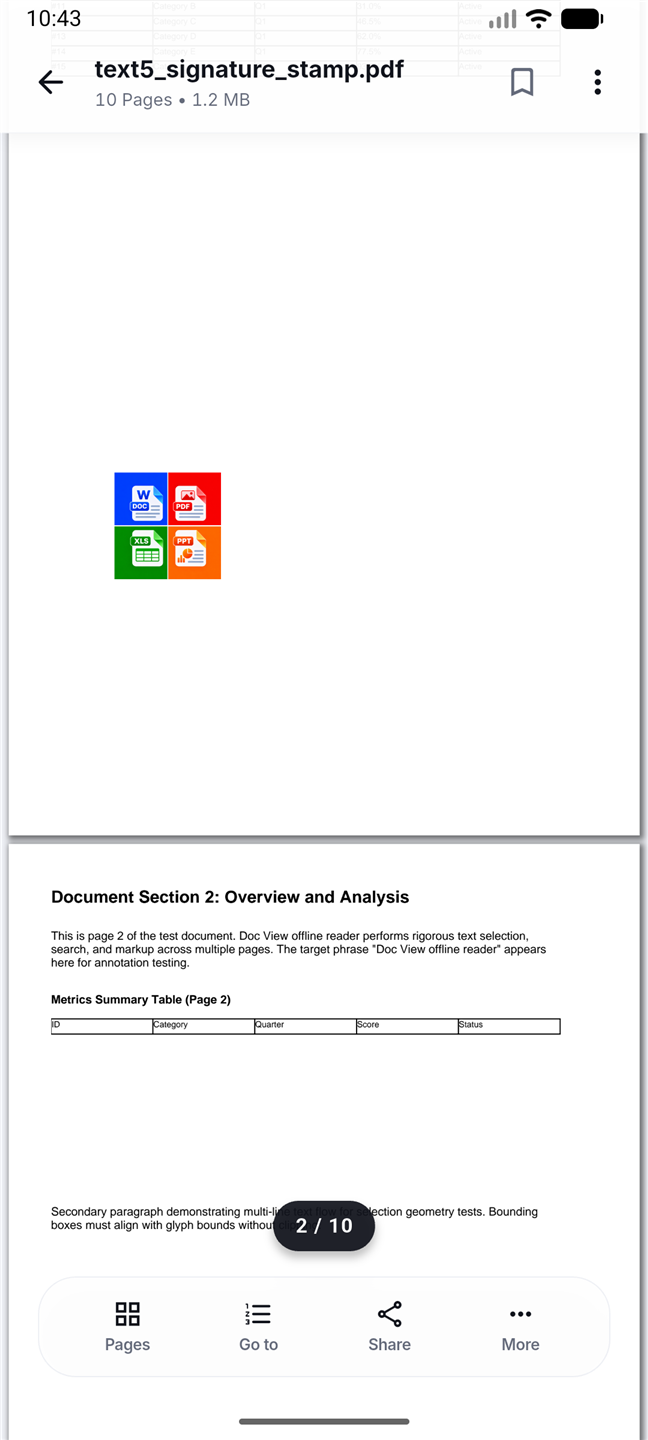 10:43
text5_signature_stamp.pdf
10 Pages • 1.2 MB
W
DOC
PDF
XLS
PPT
Document Section 2: Overview and Analysis
This is page 2 of the test document. Doc View offline reader performs rigorous text selection,
search, and markup across multiple pages. The target phrase "Doc View offline reader" appears
here for annotation testing.
Metrics Summary Table (Page 2)
ID Category Quarter Score Status
Secondary paragraph demonstrating multi-line text flow for selection geometry tests. Bounding
boxes must align with glyph bounds without
2 / 10
Pages Go to Share More